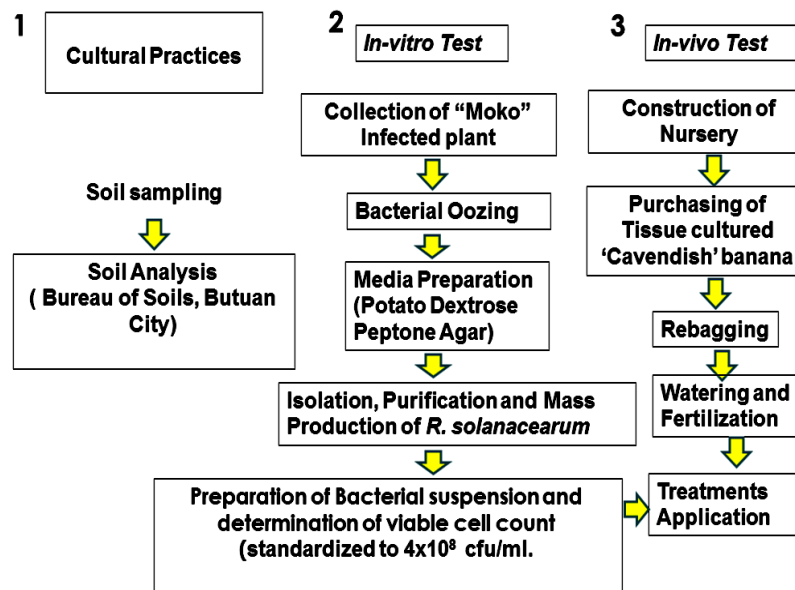 1
Cultural Practices
Soil sampling
Soil Analysis
( Bureau of Soils, Butuan
City)
2
In-vitro Test
Collection of “Moko”
Infected plant
Bacterial Oozing
Media Preparation
(Potato Dextrose
Peptone Agar)
Isolation, Purification and Mass
Production of R. solanacearum
Preparation of Bacterial suspension and
determination of viable cell count
(standardized to 4x10⁸ cfu/ml.
3
In-vivo Test
Construction of
Nursery
Purchasing of
Tissue cultured
‘Cavendish’ banana
Rebagging
Watering and
Fertilization
Treatments
Application